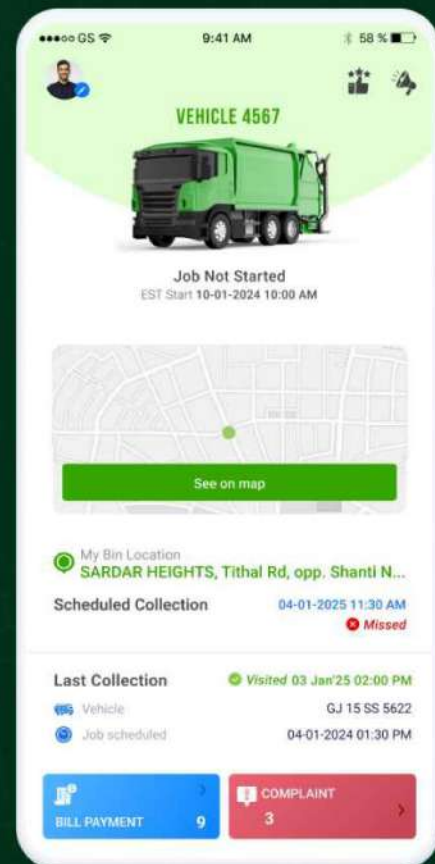 GS 9:41 AM 58 %
VEHICLE 4567
Job Not Started
EST Start 10-01-2024 10:00 AM
See on map
My Bin Location
SARDAR HEIGHTS, Tithal Rd, opp. Shanti N...
Scheduled Collection 04-01-2025 11:30 AM
Missed
Last Collection Visited 03 Jan'25 02:00 PM
Vehicle GJ 15 SS 5622
Job scheduled 04-01-2024 01:30 PM
BILL PAYMENT 9
COMPLAINT
3